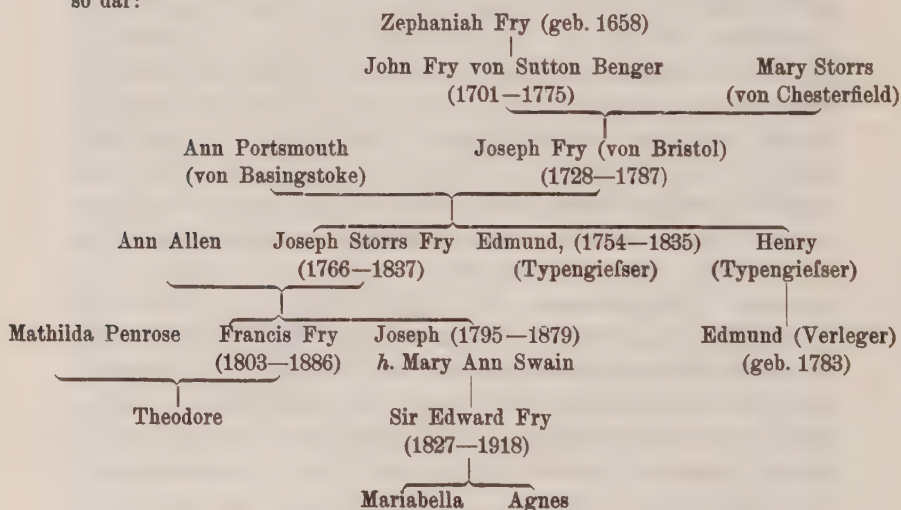 so dar:
Zephaniah Fry (geb. 1658)
John Fry von Sutton Benger Mary Storrs
(1701—1775) (von Chesterfield)
Ann Portsmouth Joseph Fry (von Bristol)
(von Basingstoke) (1728—1787)
Ann Allen Joseph Storrs Fry Edmund, (1754—1835) Henry
(1766—1837) (Typengieſser) (Typengieſser)
Mathilda Penrose Francis Fry Joseph (1795—1879) Edmund (Verleger)
(1803—1886) h. Mary Ann Swain (geb. 1783)
Theodore Sir Edward Fry
(1827—1918)
Mariabella Agnes